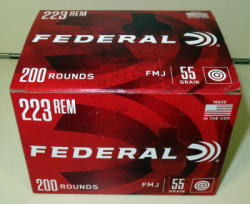 223 REM
FEDERAL
200 ROUNDS
FMJ
55
GRAIN
223 REM
MADE
IN THE USA
FEDERAL
200 ROUNDS
FMJ
55
GRAIN